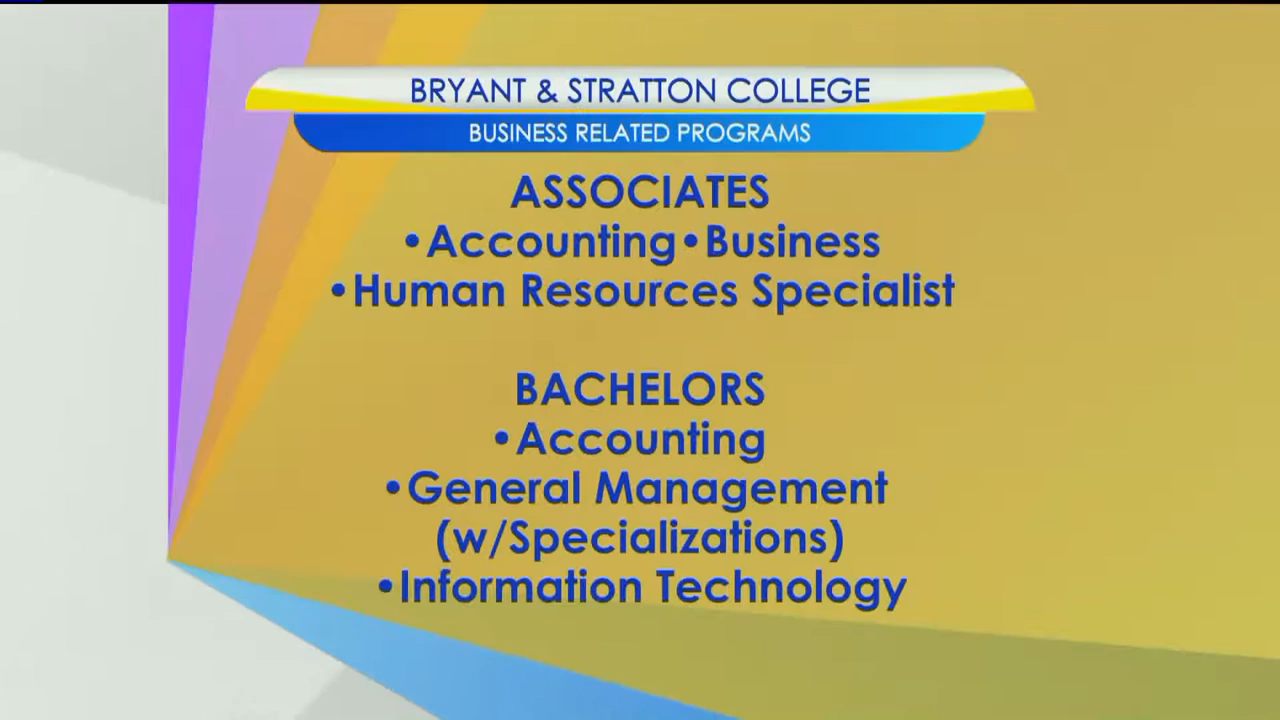 BRYANT & STRATTON COLLEGE
BUSINESS RELATED PROGRAMS
ASSOCIATES
•Accounting•Business
•Human Resources Specialist
BACHELORS
•Accounting
•General Management
(w/Specializations)
•Information Technology